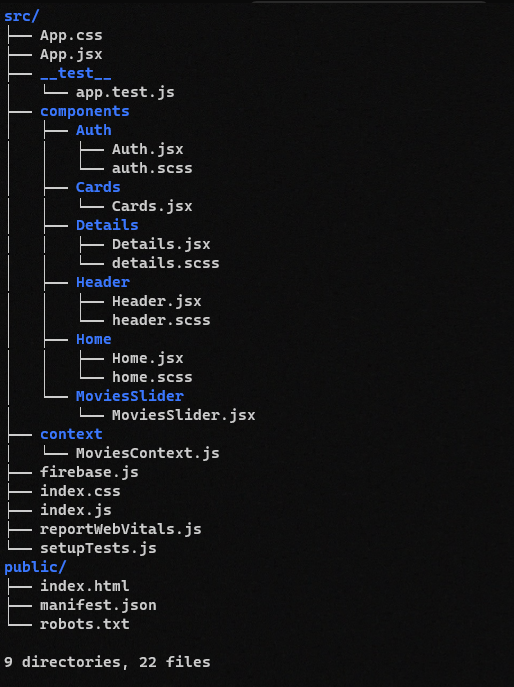 src/
├── App.css
├── App.jsx
├── __test__
│   └── app.test.js
├── components
│   ├── Auth
│   │   ├── Auth.jsx
│   │   └── auth.scss
│   ├── Cards
│   │   └── Cards.jsx
│   ├── Details
│   │   ├── Details.jsx
│   │   └── details.scss
│   ├── Header
│   │   ├── Header.jsx
│   │   └── header.scss
│   ├── Home
│   │   ├── Home.jsx
│   │   └── home.scss
│   └── MoviesSlider
│       └── MoviesSlider.jsx
├── context
│   └── MoviesContext.js
├── firebase.js
├── index.css
├── index.js
├── reportWebVitals.js
└── setupTests.js
public/
├── index.html
├── manifest.json
└── robots.txt
9 directories, 22 files